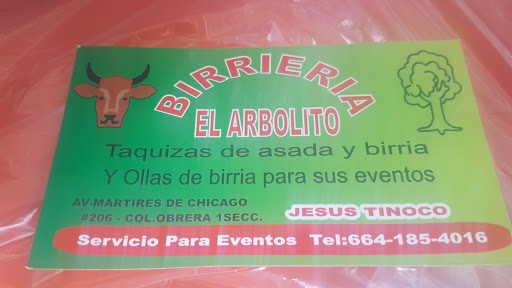 BIRRIERIA
EL ARBOLITO
Taquizas de asada y birria
Y Ollas de birria para sus eventos
AV-MARTIRES DE CHICAGO
#206 - COL.OBRERA 1SECC.
JESUS TINOCO
Servicio Para Eventos Tel:664-185-4016